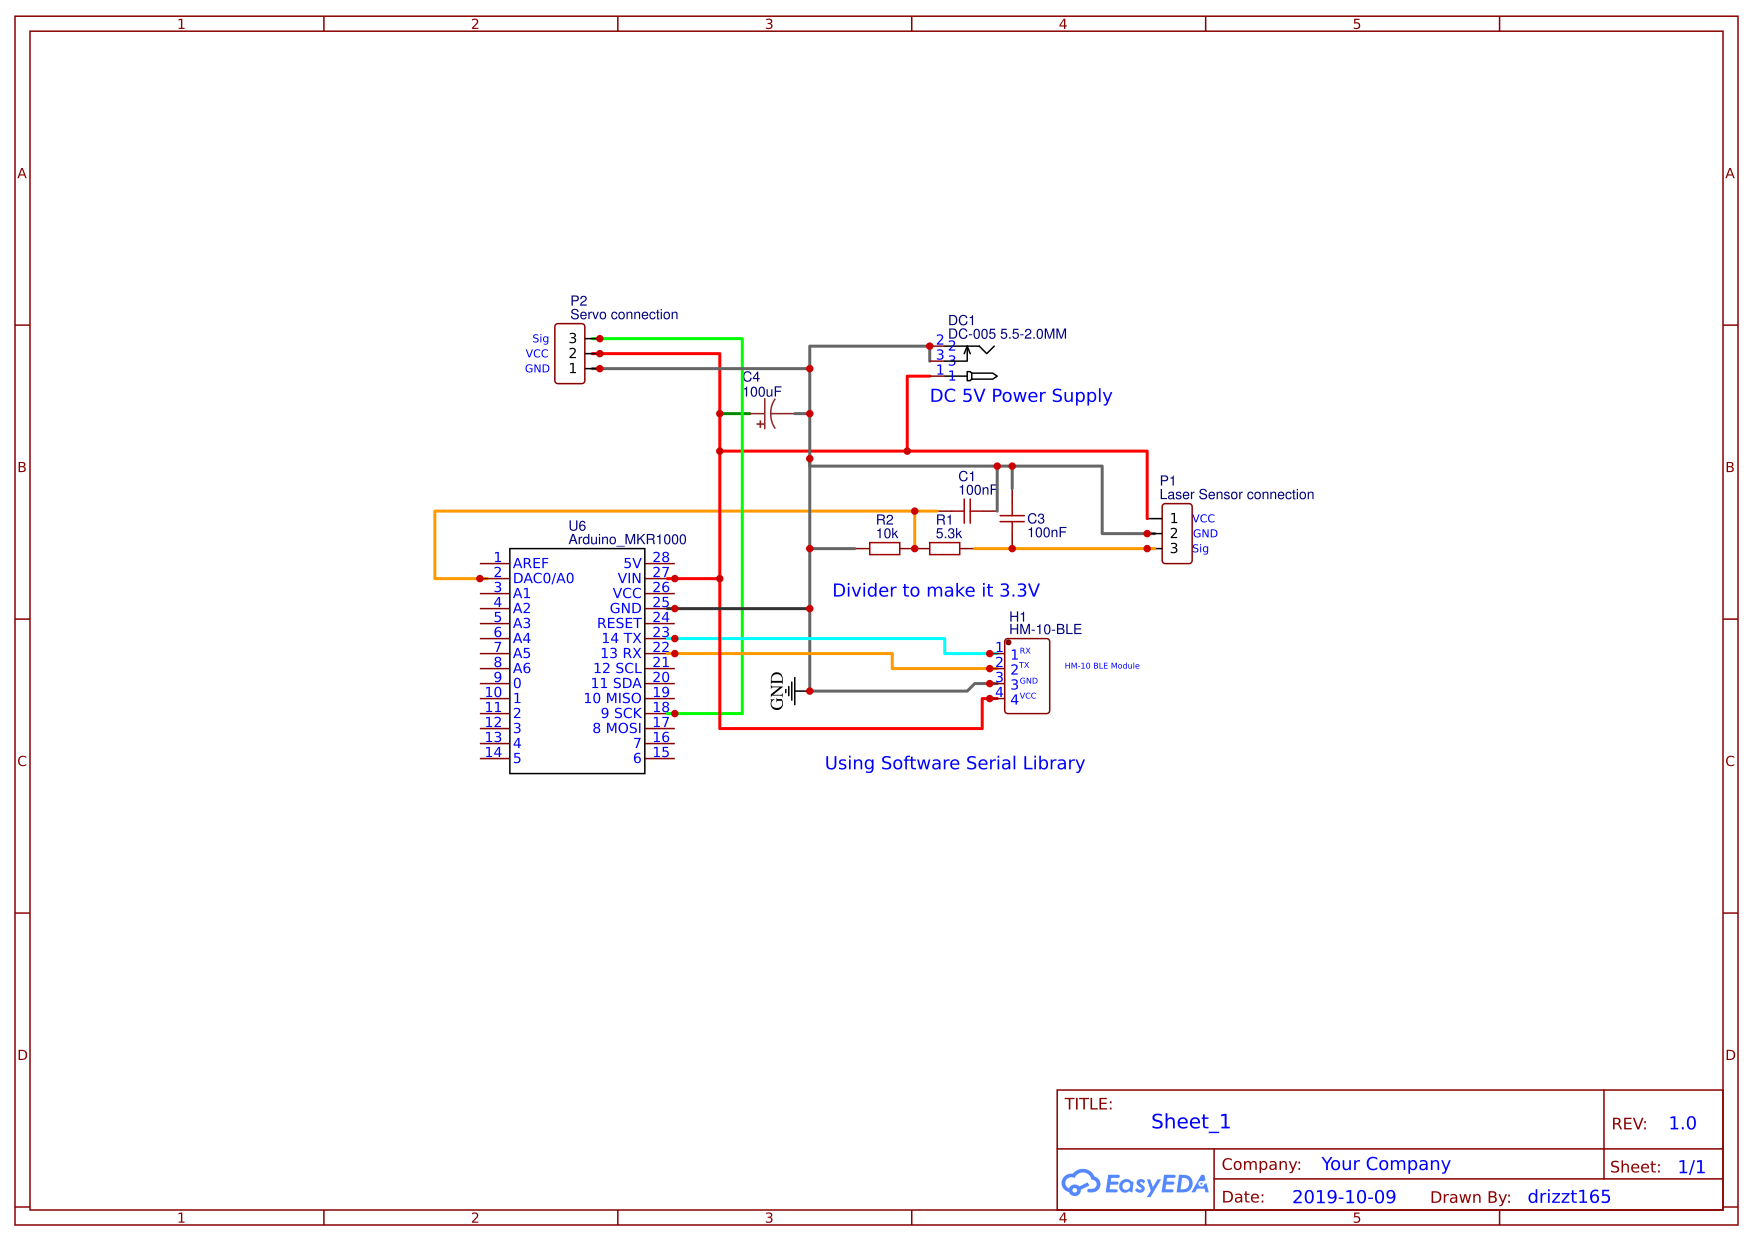 1 2 3 4 5
A A
B B
C C
D D
P2
Servo connection
Sig 3
VCC 2
GND 1
C4
100uF
+
DC1
DC-005 5.5-2.0MM
2 2
3 3
1 1
DC 5V Power Supply
C1
100nF
C3
100nF
R2
10k
R1
5.3k
P1
Laser Sensor connection
1 VCC
2 GND
3 Sig
Divider to make it 3.3V
U6
Arduino_MKR1000
1 AREF 5V 28
2 DAC0/A0 VIN 27
3 A1 VCC 26
4 A2 GND 25
5 A3 RESET 24
6 A4 14 TX 23
7 A5 13 RX 22
8 A6 12 SCL 21
9 0 11 SDA 20
10 1 10 MISO 19
11 2 9 SCK 18
12 3 8 MOSI 17
13 4 7 16
14 5 6 15
H1
HM-10-BLE
1 1 RX
2 2 TX
3 3 GND
4 4 VCC
HM-10 BLE Module
GND
Using Software Serial Library
TITLE:
Sheet_1
REV: 1.0
EasyEDA
Company: Your Company
Sheet: 1/1
Date: 2019-10-09 Drawn By: drizzt165
1 2 3 4 5